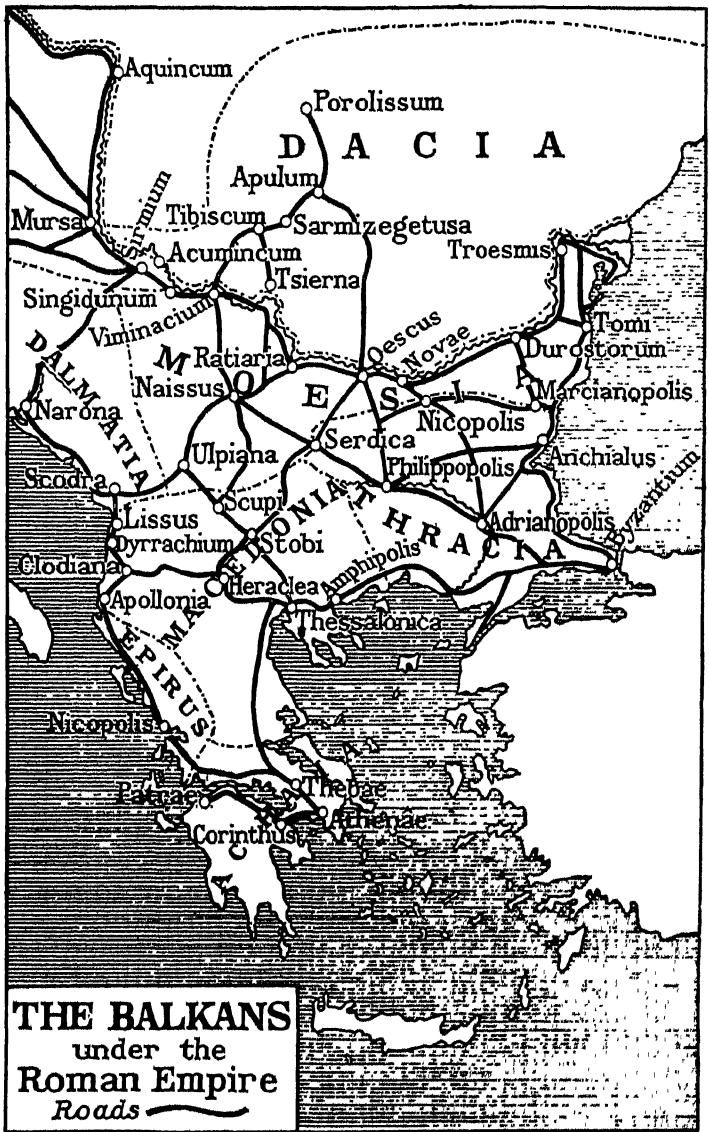 Aquincum
Porolissum
DACIA
Apulum
Mursa
Sirmium
Tibiscum
Sarmizegetusa
Acumincum
Troesmis
Tsierna
Singidunum
Viminacium
Tomi
Oescus
Novae
Durostorum
DALMATIA
MOESIA
Ratiaria
Naissus
Marcianopolis
Narona
Nicopolis
Serdica
Ulpiana
Philippopolis
Anchialus
Scodra
Byzantium
Scupi
Lissus
Adrianopolis
THRACIA
Dyrrachium
Stobi
MACEDONIA
Clodiana
Heraclea
Amphipolis
Apollonia
Thessalonica
EPIRUS
Nicopolis
ACHAIA
Thebae
Patrae
Athenae
Corinthus
THE BALKANS
under the
Roman Empire
Roads